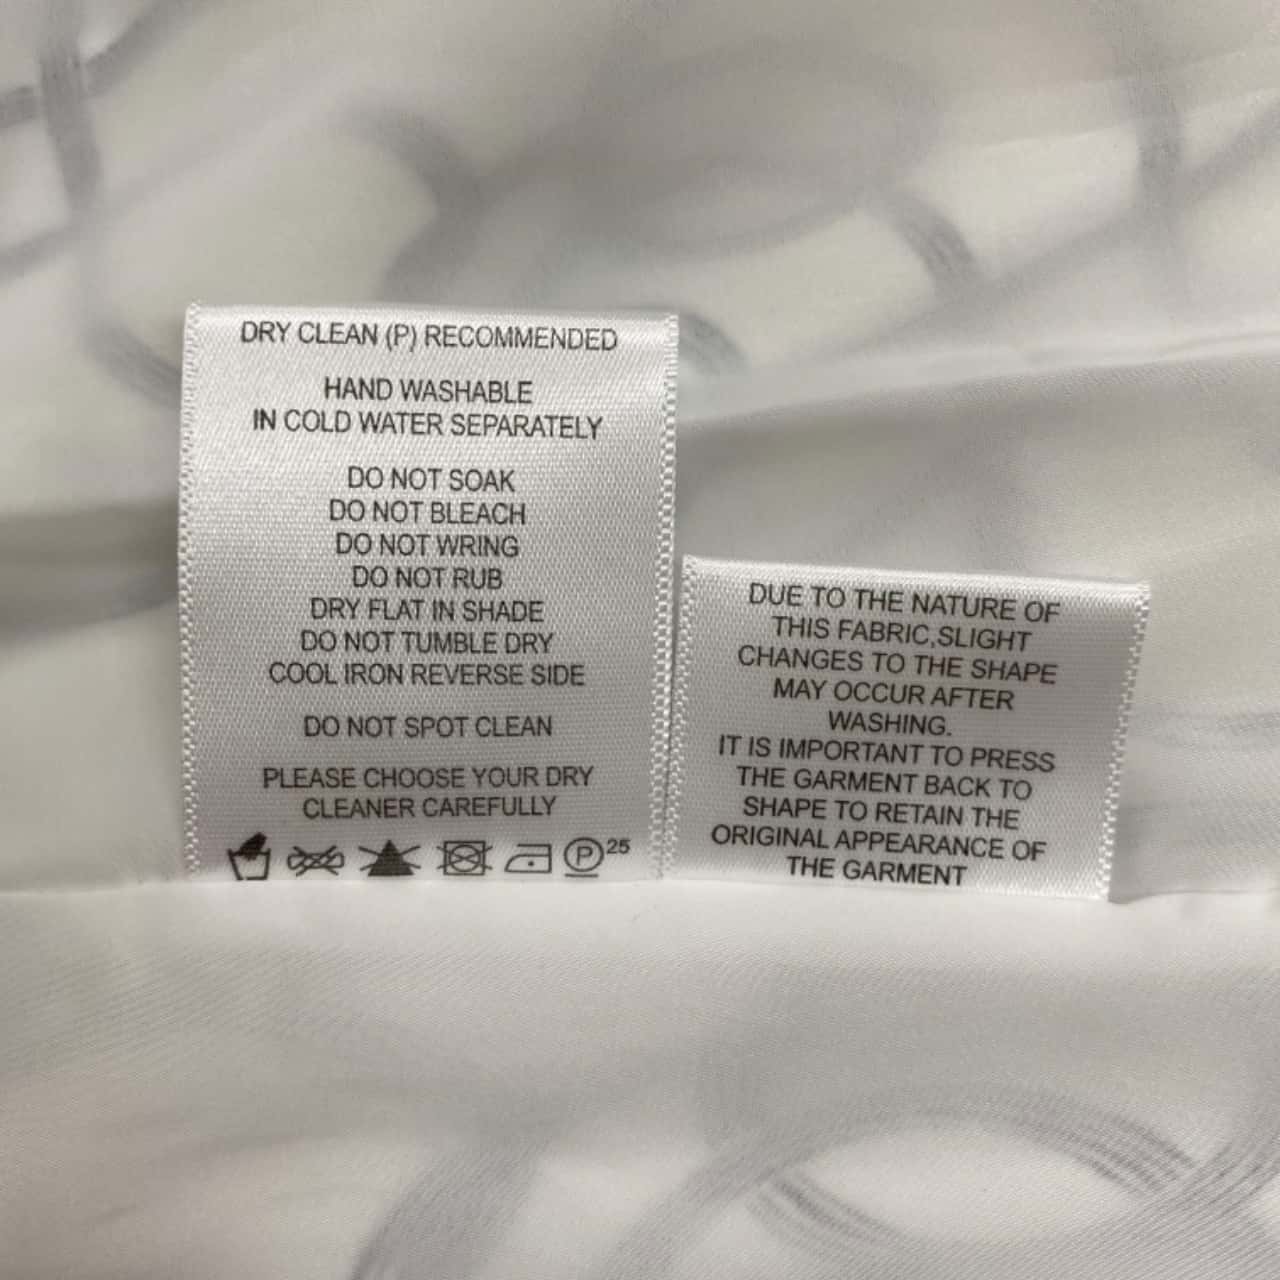 DRY CLEAN (P) RECOMMENDED
HAND WASHABLE
IN COLD WATER SEPARATELY
DO NOT SOAK
DO NOT BLEACH
DO NOT WRING
DO NOT RUB
DRY FLAT IN SHADE
DO NOT TUMBLE DRY
COOL IRON REVERSE SIDE
DO NOT SPOT CLEAN
PLEASE CHOOSE YOUR DRY
CLEANER CAREFULLY
P 25
DUE TO THE NATURE OF
THIS FABRIC,SLIGHT
CHANGES TO THE SHAPE
MAY OCCUR AFTER
WASHING.
IT IS IMPORTANT TO PRESS
THE GARMENT BACK TO
SHAPE TO RETAIN THE
ORIGINAL APPEARANCE OF
THE GARMENT